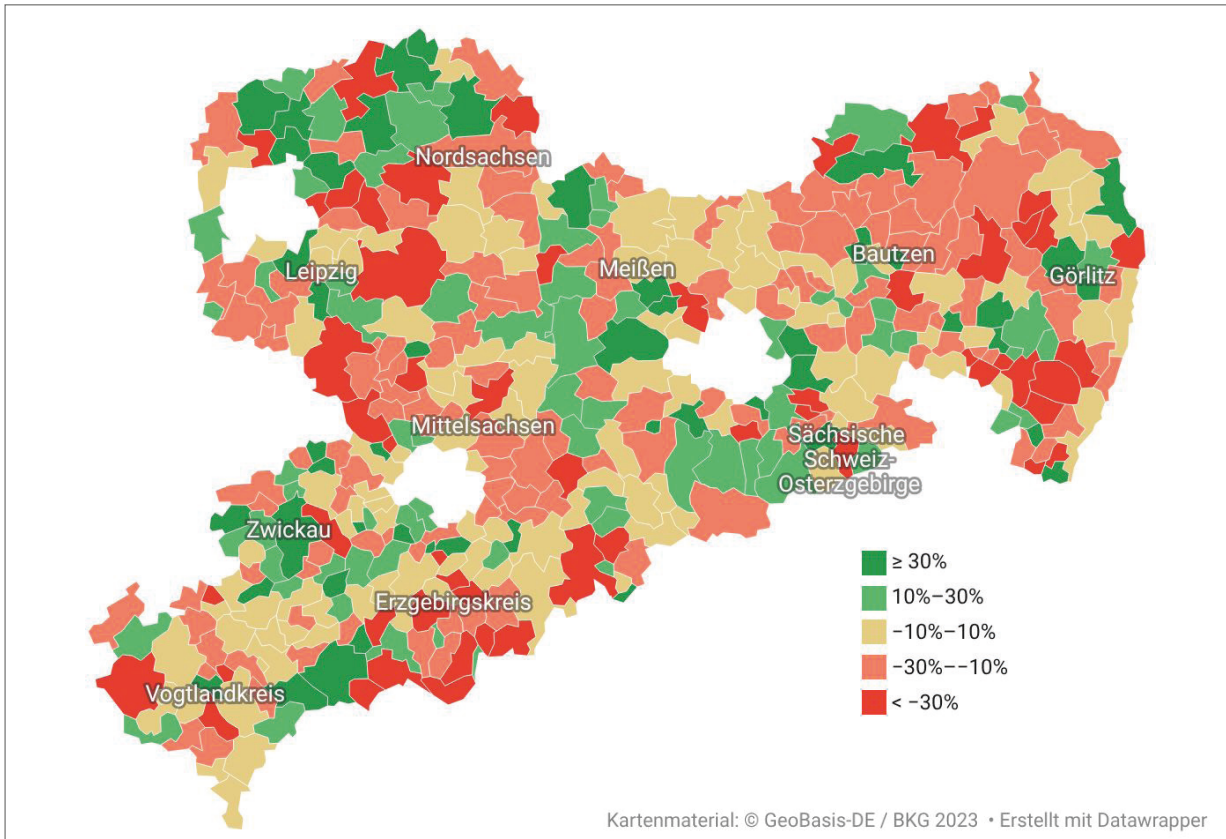 Nordsachsen
Leipzig
Meißen
Bautzen
Görlitz
Mittelsachsen
Sächsische
Schweiz-
Osterzgebirge
Zwickau
Erzgebirgskreis
Vogtlandkreis
≥ 30%
10%–30%
−10%–10%
−30%–−10%
< −30%
Kartenmaterial: © GeoBasis-DE / BKG 2023 • Erstellt mit Datawrapper